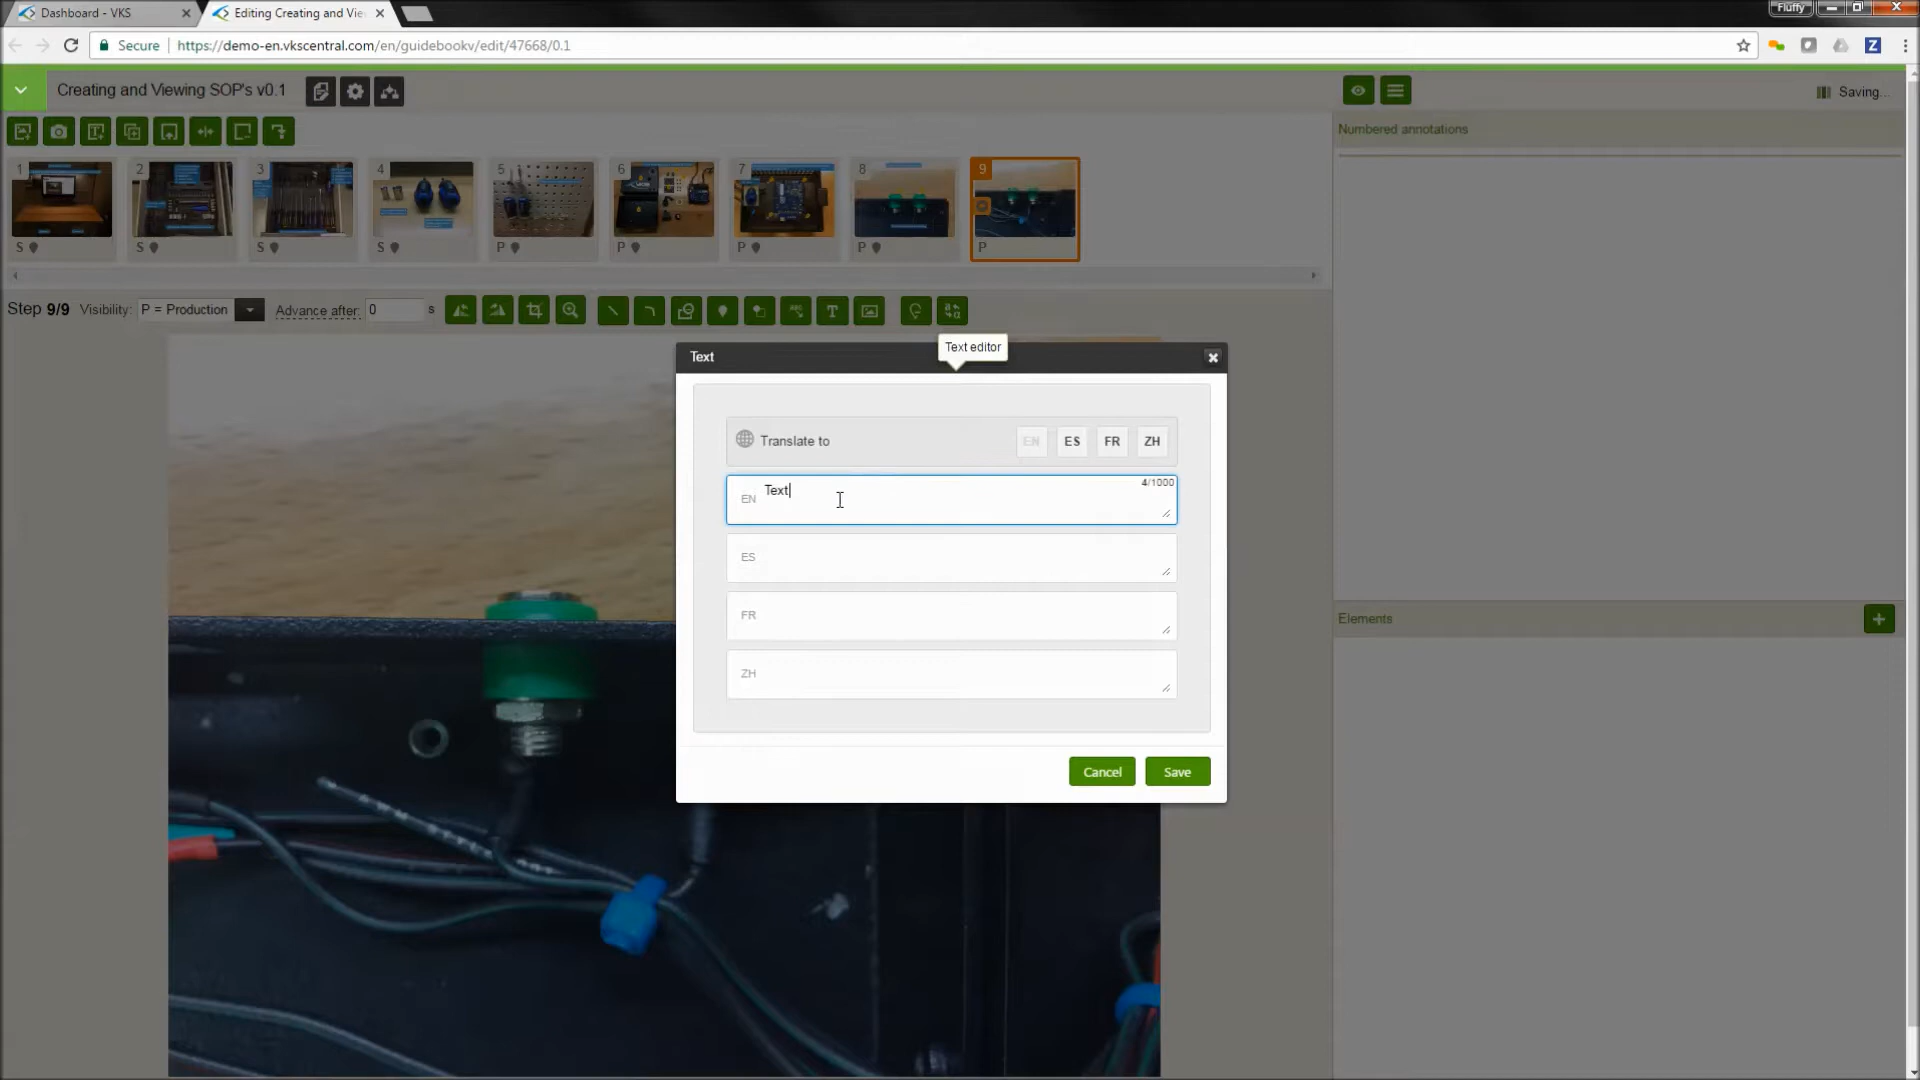 Dashboard - VKS
Editing Creating and Vie
Fluffy
Secure
https://demo-en.vkscentral.com/en/guidebookv/edit/47668/0.1
Z
Creating and Viewing SOP's v0.1
Saving...
Numbered annotations
1 2 3 4 5 6 7 8 9
S S S S P P P P P
Step 9/9 Visibility: P = Production Advance after: 0 s
T
Text editor
Text
Translate to EN ES FR ZH
EN Text 4/1000
ES
FR
ZH
Cancel Save
Elements